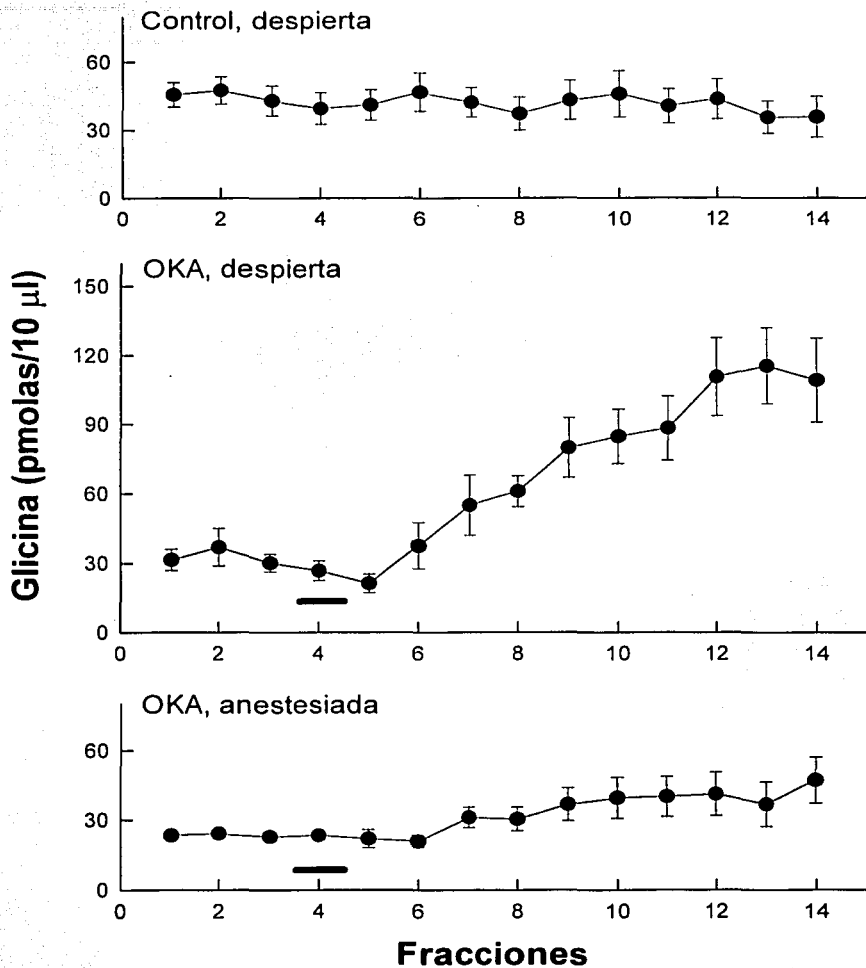 Control, despierta
60
30
0
0 2 4 6 8 10 12 14
OKA, despierta
150
120
90
60
30
0
0 2 4 6 8 10 12 14
Glicina (pmolas/10 µl)
OKA, anestesiada
60
30
0
0 2 4 6 8 10 12 14
Fracciones